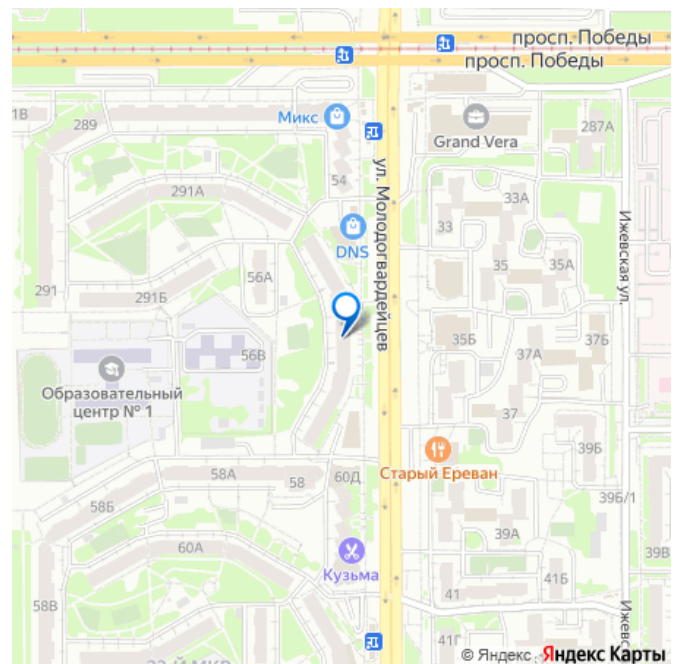 просп. Победы
просп. Победы
1В
289
Микс
Grand Vera
287А
54
ул. Молодогвардейцев
291А
33А
33
DNS
Ижевская ул.
56А
35
35А
291
291Б
35Б
37Б
56В
37А
Образовательный
центр № 1
37
39Б
58А
58
60Д
Старый Ереван
58Б
39Б/1
60А
39А
39В
Кузьма
41Б
58В
41
Ижевс
41Г
© Яндекс
Яндекс Карты